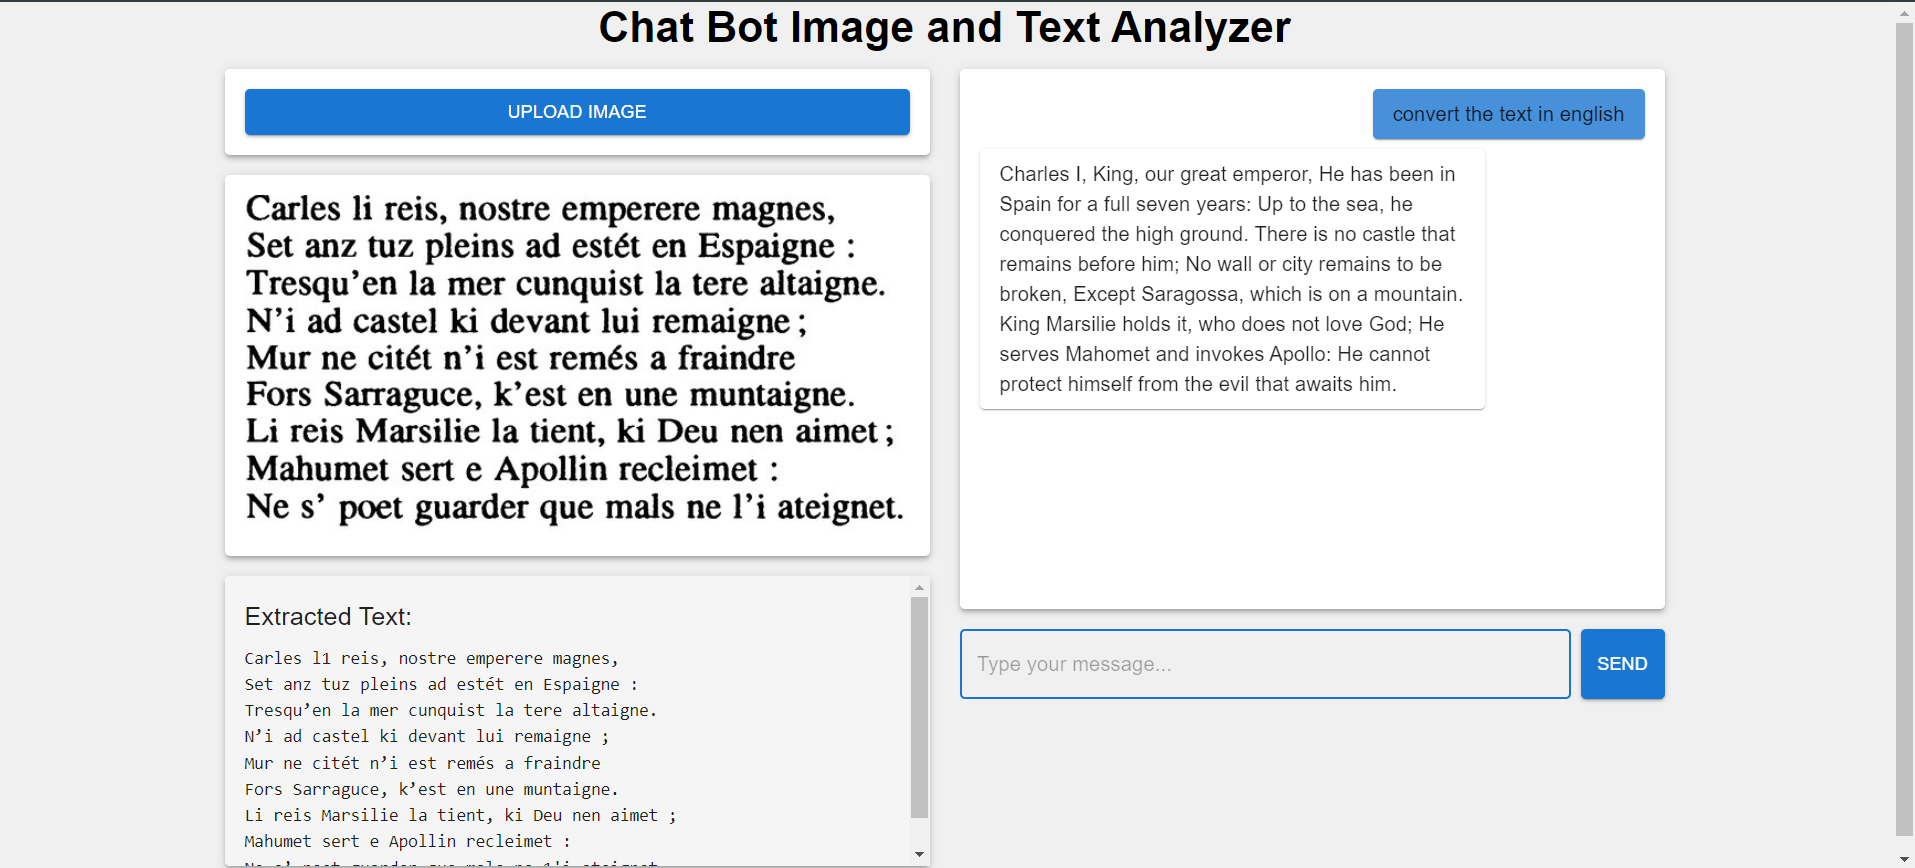 Chat Bot Image and Text Analyzer
UPLOAD IMAGE
Carles li reis, nostre emperere magnes,
Set anz tuz pleins ad estét en Espaigne :
Tresqu'en la mer cunquist la tere altaigne.
N'i ad castel ki devant lui remaigne ;
Mur ne citét n'i est remés a fraindre
Fors Sarraguce, k'est en une muntaigne.
Li reis Marsilie la tient, ki Deu nen aimet ;
Mahumet sert e Apollin recleimet :
Ne s' poet guarder que mals ne l'i ateignet.
Extracted Text:
Carles l1 reis, nostre emperere magnes,
Set anz tuz pleins ad estét en Espaigne :
Tresqu’en la mer cunquist la tere altaigne.
N’i ad castel ki devant lui remaigne ;
Mur ne citét n’i est remés a fraindre
Fors Sarraguce, k’est en une muntaigne.
Li reis Marsilie la tient, ki Deu nen aimet ;
Mahumet sert e Apollin recleimet :
convert the text in english
Charles I, King, our great emperor, He has been in
Spain for a full seven years: Up to the sea, he
conquered the high ground. There is no castle that
remains before him; No wall or city remains to be
broken, Except Saragossa, which is on a mountain.
King Marsilie holds it, who does not love God; He
serves Mahomet and invokes Apollo: He cannot
protect himself from the evil that awaits him.
Type your message...
SEND